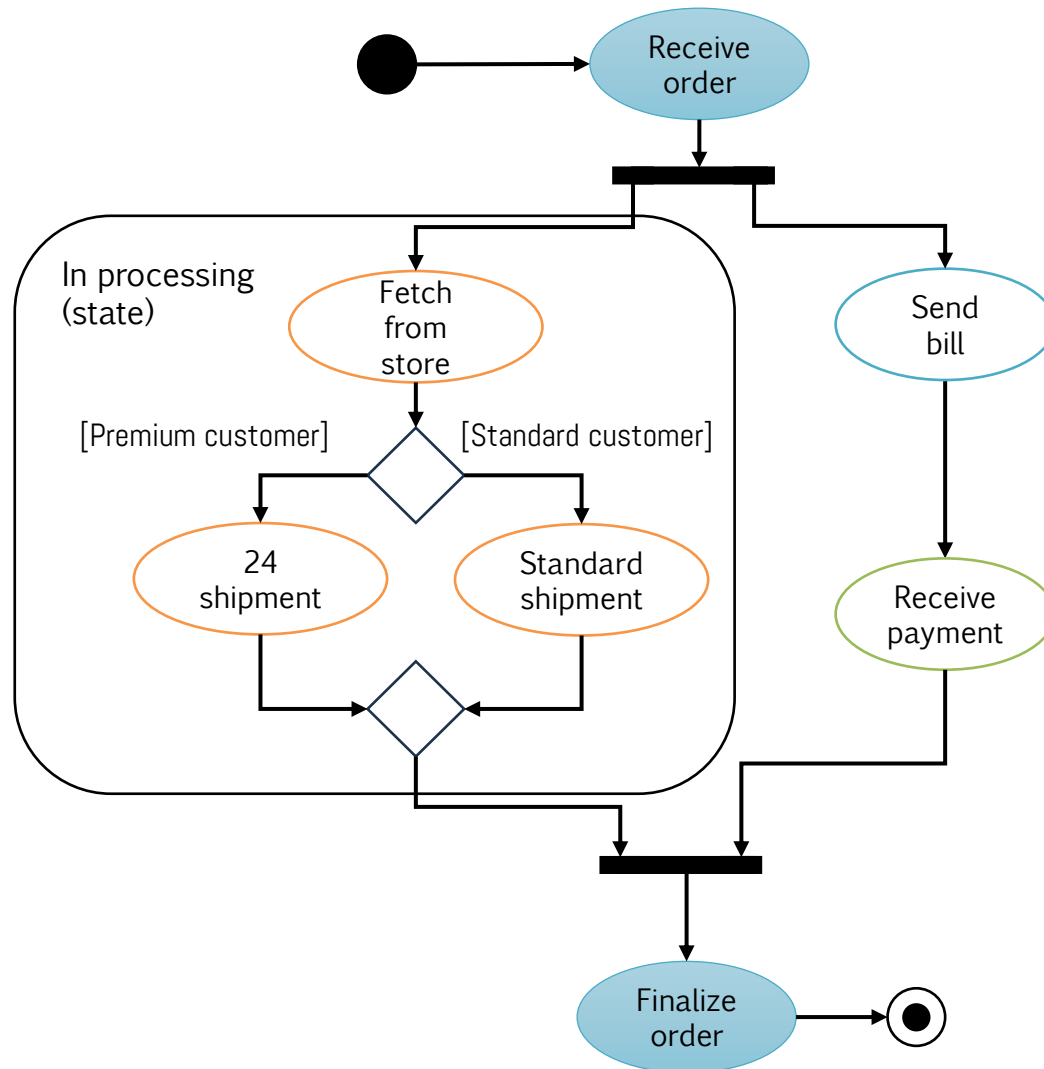 Receive
order
In processing
(state)
Fetch
from
store
Send
bill
[Premium customer]
[Standard customer]
24
shipment
Standard
shipment
Receive
payment
Finalize
order